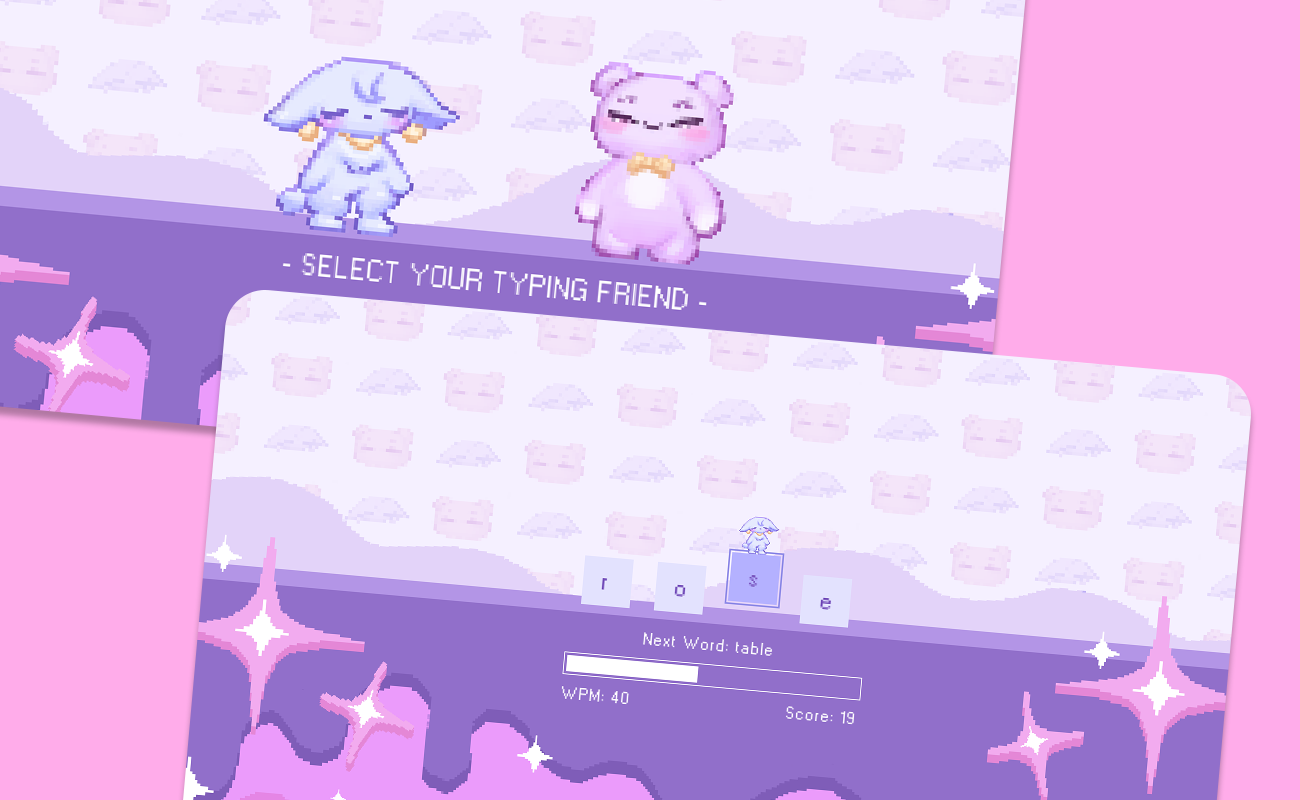 - SELECT YOUR TYPING FRIEND -
r o s e
Next Word: table
WPM: 40
Score: 19